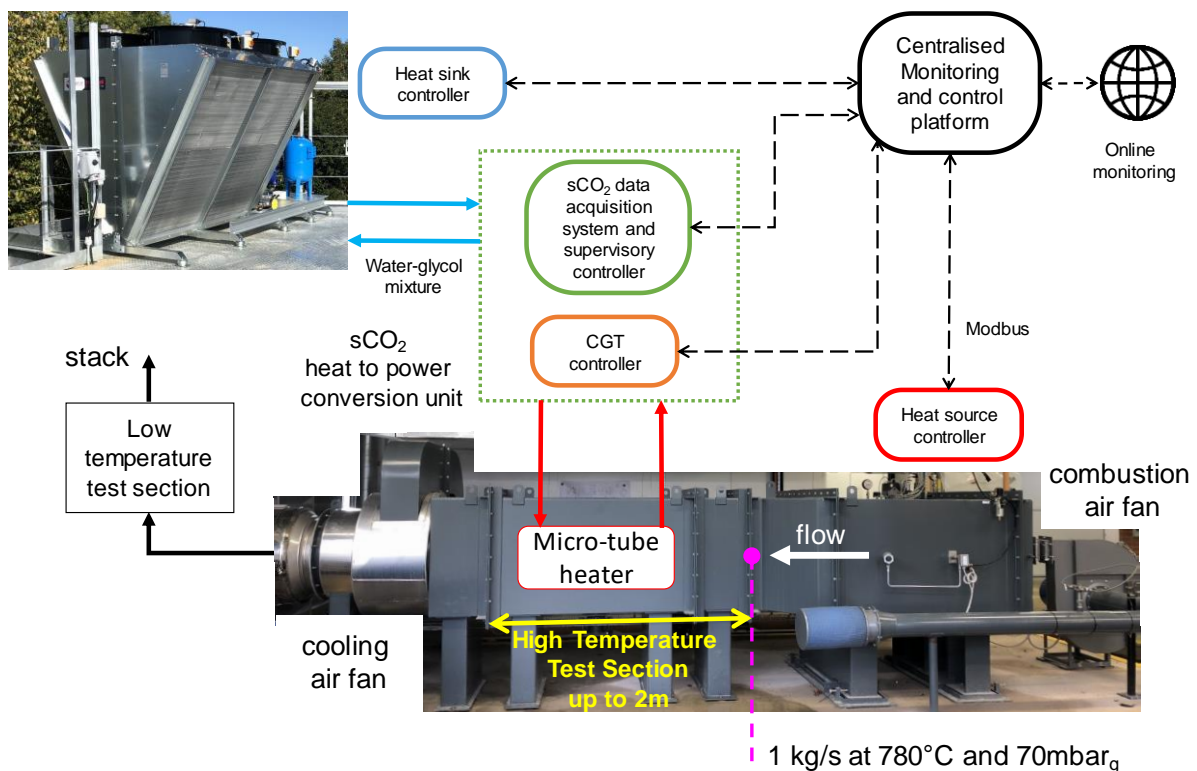 Heat sink
controller
Centralised
Monitoring
and control
platform
Online
monitoring
sCO₂ data
acquisition
system and
supervisory
controller
Water-glycol
mixture
CGT
controller
Modbus
sCO₂
heat to power
conversion unit
stack
Low
temperature
test section
Heat source
controller
combustion
air fan
Micro-tube
heater
flow
cooling
air fan
High Temperature
Test Section
up to 2m
1 kg/s at 780°C and 70mbarg